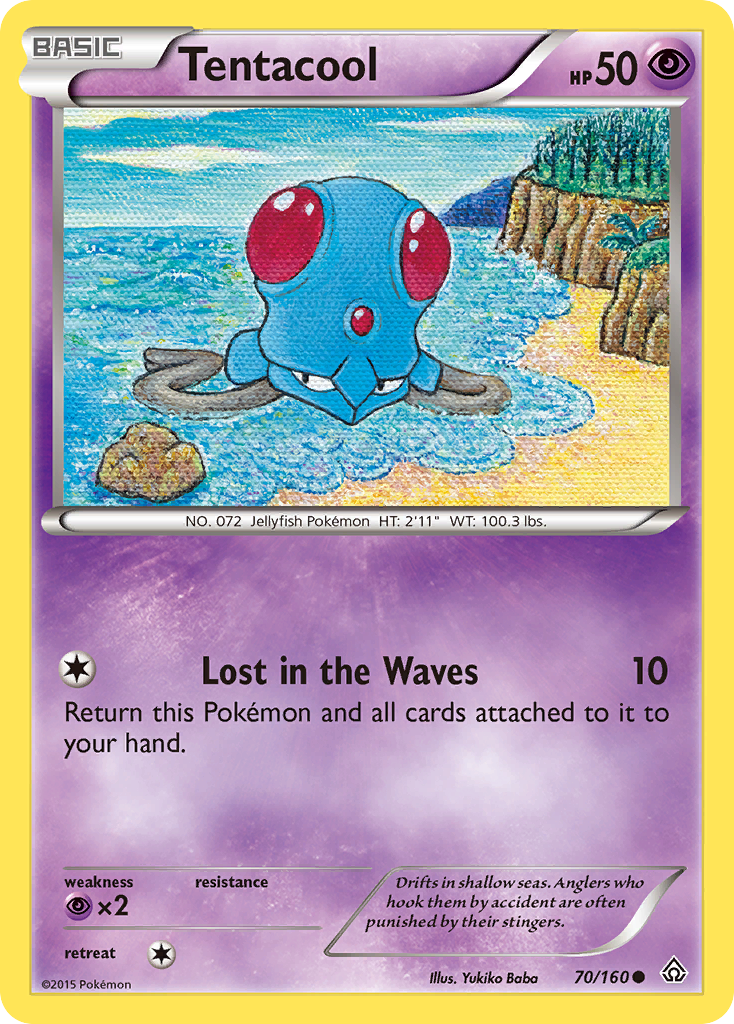 BASIC
Tentacool
HP 50
NO. 072 Jellyfish Pokémon HT: 2'11" WT: 100.3 lbs.
Lost in the Waves 10
Return this Pokémon and all cards attached to it to
your hand.
weakness resistance
×2
retreat
Drifts in shallow seas. Anglers who
hook them by accident are often
punished by their stingers.
©2015 Pokémon
Illus. Yukiko Baba
70/160